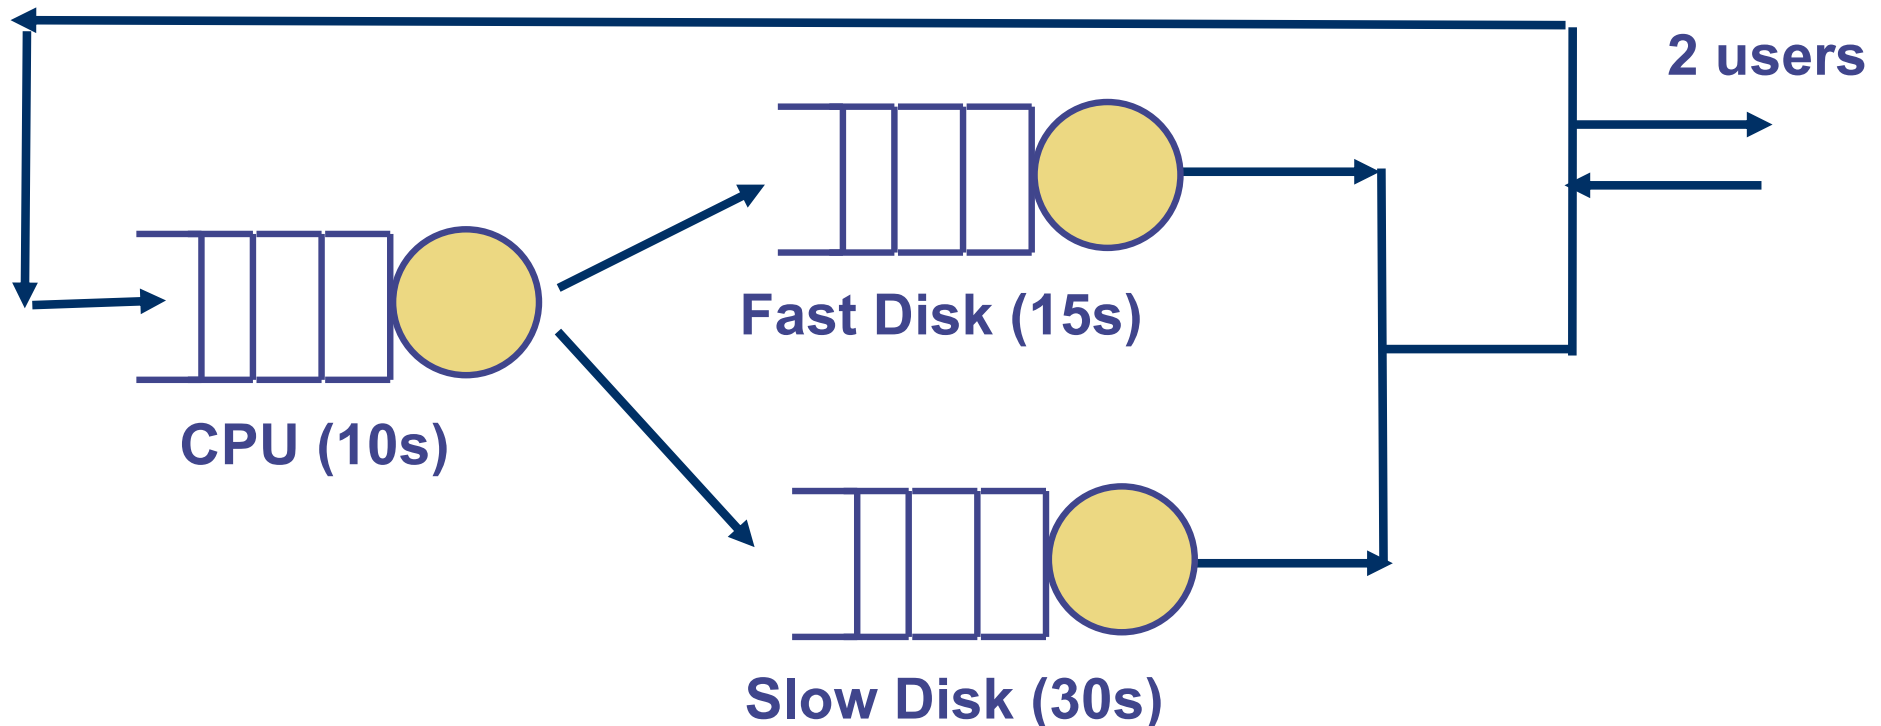 2 users
Fast Disk (15s)
CPU (10s)
Slow Disk (30s)